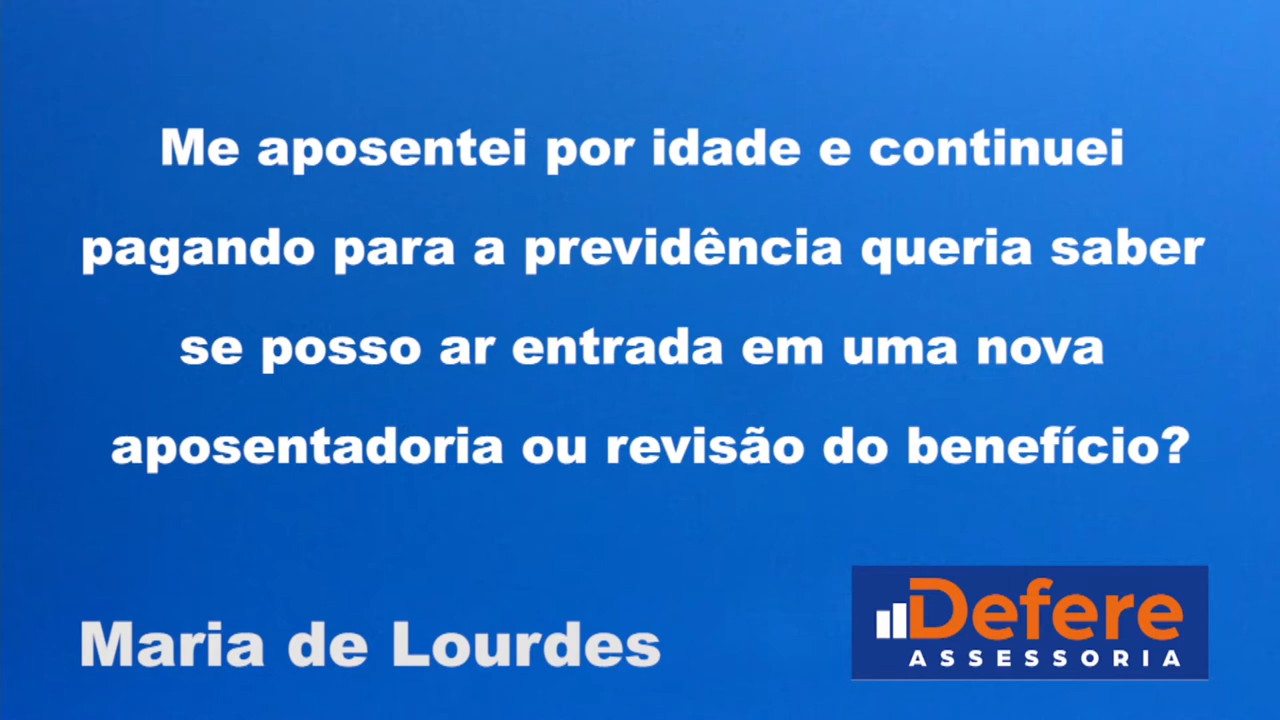 Me aposentei por idade e continuei
pagando para a previdência queria saber
se posso ar entrada em uma nova
aposentadoria ou revisão do benefício?
Maria de Lourdes
Defere
ASSESSORIA